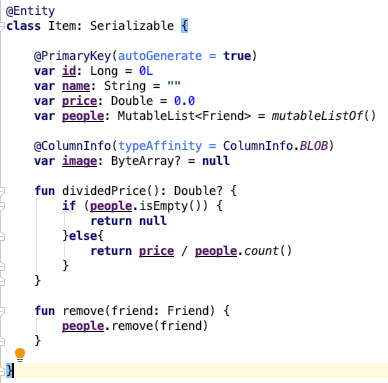 @Entity
class Item: Serializable {
@PrimaryKey(autoGenerate = true)
var id: Long = 0L
var name: String = ""
var price: Double = 0.0
var people: MutableList<Friend> = mutableListOf()
@ColumnInfo(typeAffinity = ColumnInfo.BLOB)
var image: ByteArray? = null
fun dividedPrice(): Double? {
if (people.isEmpty()) {
return null
}else{
return price / people.count()
}
}
fun remove(friend: Friend) {
people.remove(friend)
}
}